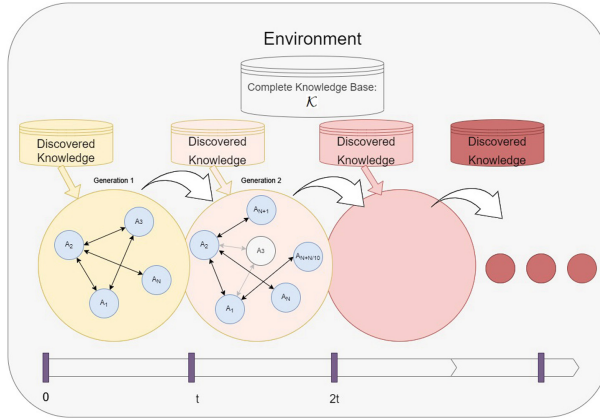 Environment
Complete Knowledge Base:
𝒦
Discovered
Knowledge
Discovered
Knowledge
Discovered
Knowledge
Discovered
Knowledge
Generation 1
Generation 2
A3
A2
AN
A1
AN+1
A2
A3
AN+N/10
AN
A1
0
t
2t